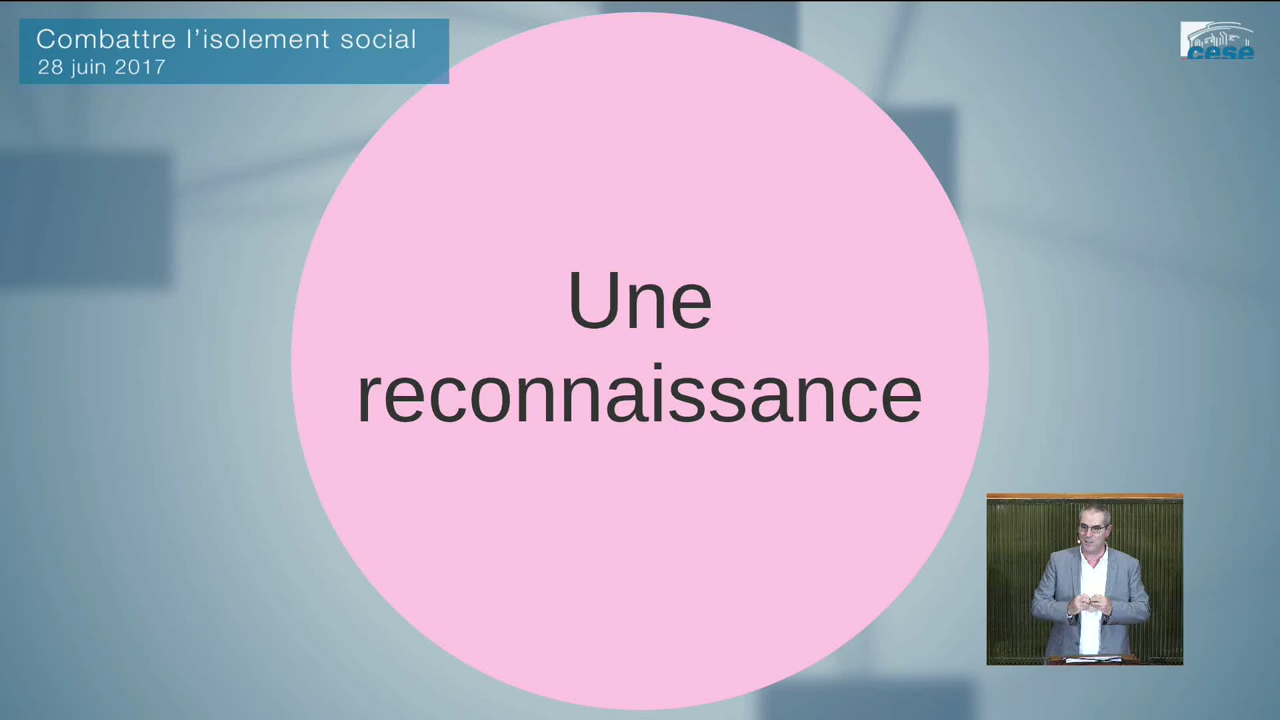 Combattre l’isolement social
28 juin 2017
cese
Une
reconnaissance